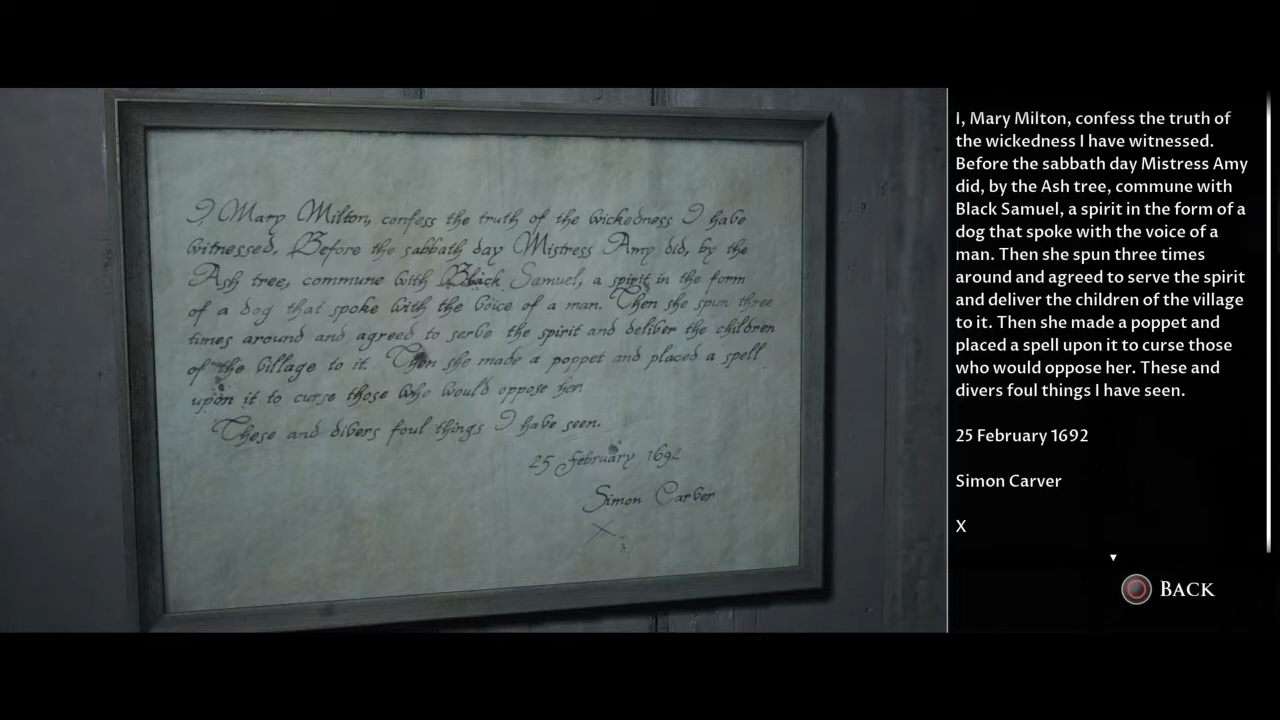 I, Mary Milton, confess the truth of the wickedness I have
witnessed. Before the sabbath day Mistress Amy did, by the
Ash tree, commune with Black Samuel, a spirit in the form
of a dog that spoke with the voice of a man. Then she spun three
times around and agreed to serve the spirit and deliver the children
of the village to it. Then she made a poppet and placed a spell
upon it to curse those who would oppose her.
These and divers foul things I have seen.
25 February 1692
Simon Carver
X
I, Mary Milton, confess the truth of
the wickedness I have witnessed.
Before the sabbath day Mistress Amy
did, by the Ash tree, commune with
Black Samuel, a spirit in the form of a
dog that spoke with the voice of a
man. Then she spun three times
around and agreed to serve the spirit
and deliver the children of the village
to it. Then she made a poppet and
placed a spell upon it to curse those
who would oppose her. These and
divers foul things I have seen.
25 February 1692
Simon Carver
X
BACK